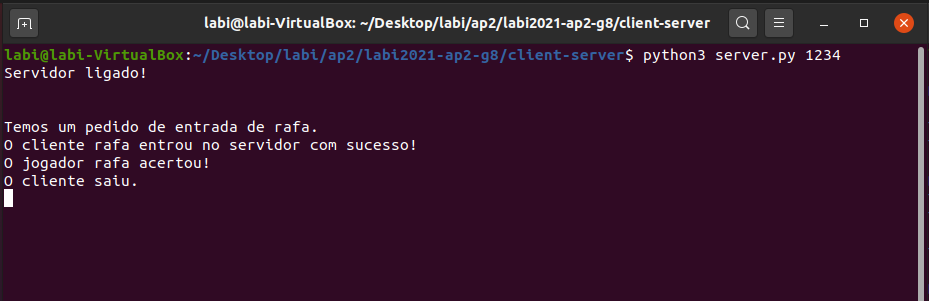 labi@labi-VirtualBox: ~/Desktop/labi/ap2/labi2021-ap2-g8/client-server
labi@labi-VirtualBox:~/Desktop/labi/ap2/labi2021-ap2-g8/client-server$ python3 server.py 1234
Servidor ligado!
Temos um pedido de entrada de rafa.
O cliente rafa entrou no servidor com sucesso!
O jogador rafa acertou!
O cliente saiu.